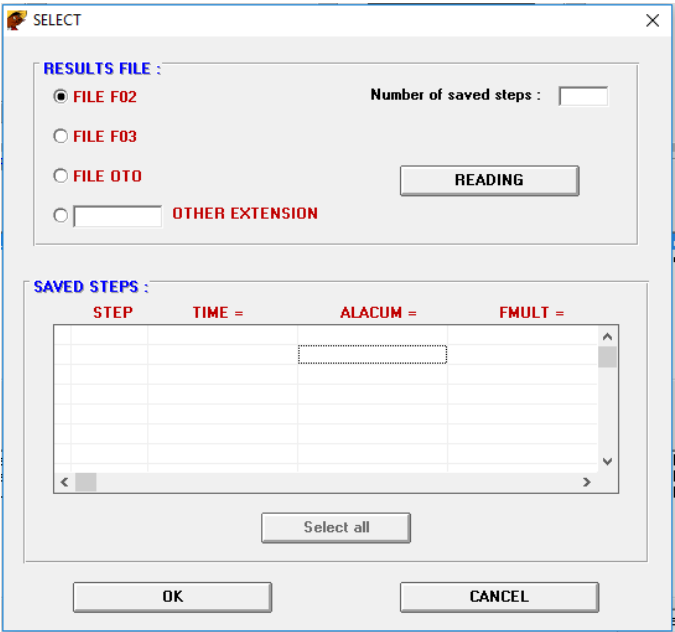 SELECT
RESULTS FILE :
FILE F02
Number of saved steps :
FILE F03
FILE OTO
READING
OTHER EXTENSION
SAVED STEPS :
STEP TIME = ALACUM = FMULT =
Select all
OK CANCEL